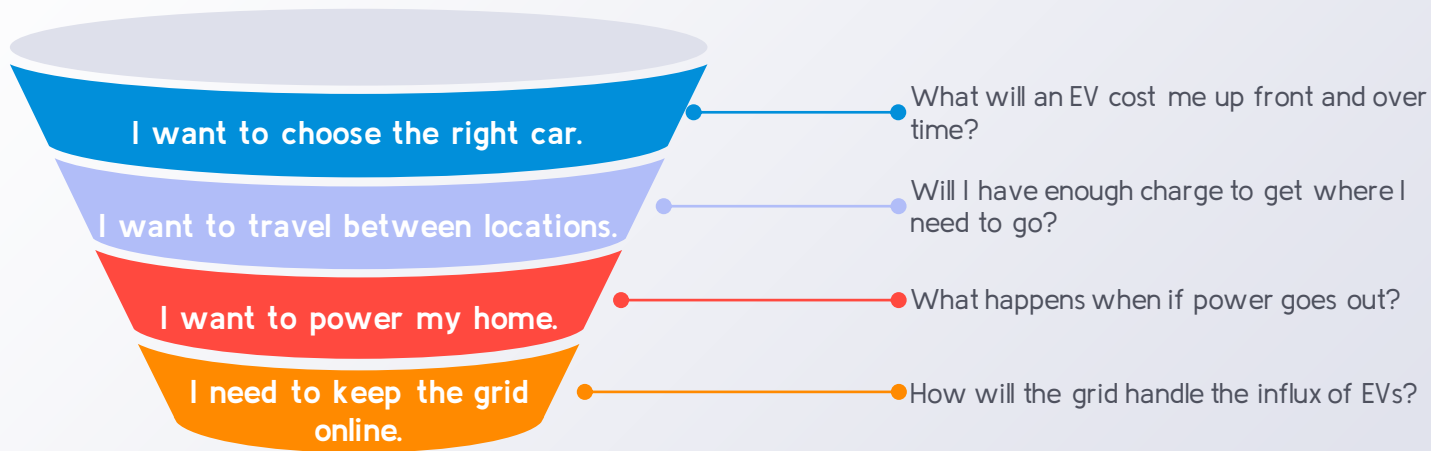 I want to choose the right car.
What will an EV cost me up front and over
time?
I want to travel between locations.
Will I have enough charge to get where I
need to go?
I want to power my home.
What happens when if power goes out?
I need to keep the grid
online.
How will the grid handle the influx of EVs?